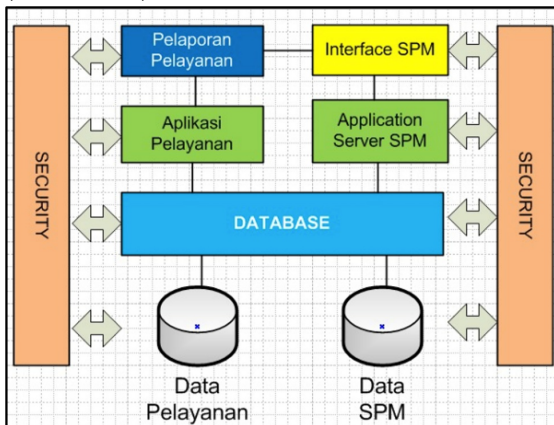 Pelaporan
Pelayanan
Interface SPM
Aplikasi
Pelayanan
Application
Server SPM
SECURITY
SECURITY
DATABASE
Data
Pelayanan
Data
SPM